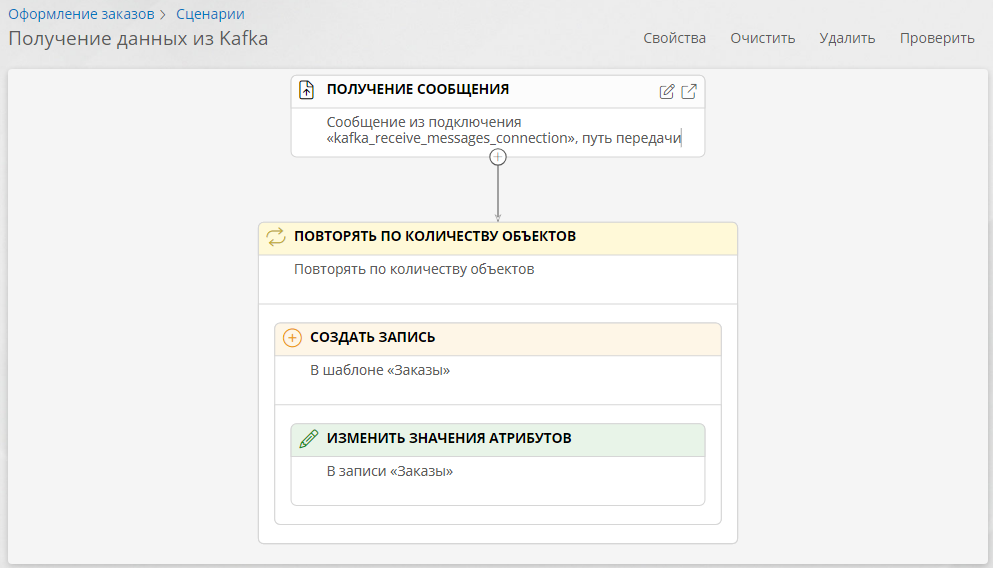 Оформление заказов > Сценарии
Получение данных из Kafka
Свойства Очистить Удалить Проверить
ПОЛУЧЕНИЕ СООБЩЕНИЯ
Сообщение из подключения
«kafka_receive_messages_connection», путь передачи
ПОВТОРЯТЬ ПО КОЛИЧЕСТВУ ОБЪЕКТОВ
Повторять по количеству объектов
СОЗДАТЬ ЗАПИСЬ
В шаблоне «Заказы»
ИЗМЕНИТЬ ЗНАЧЕНИЯ АТРИБУТОВ
В записи «Заказы»